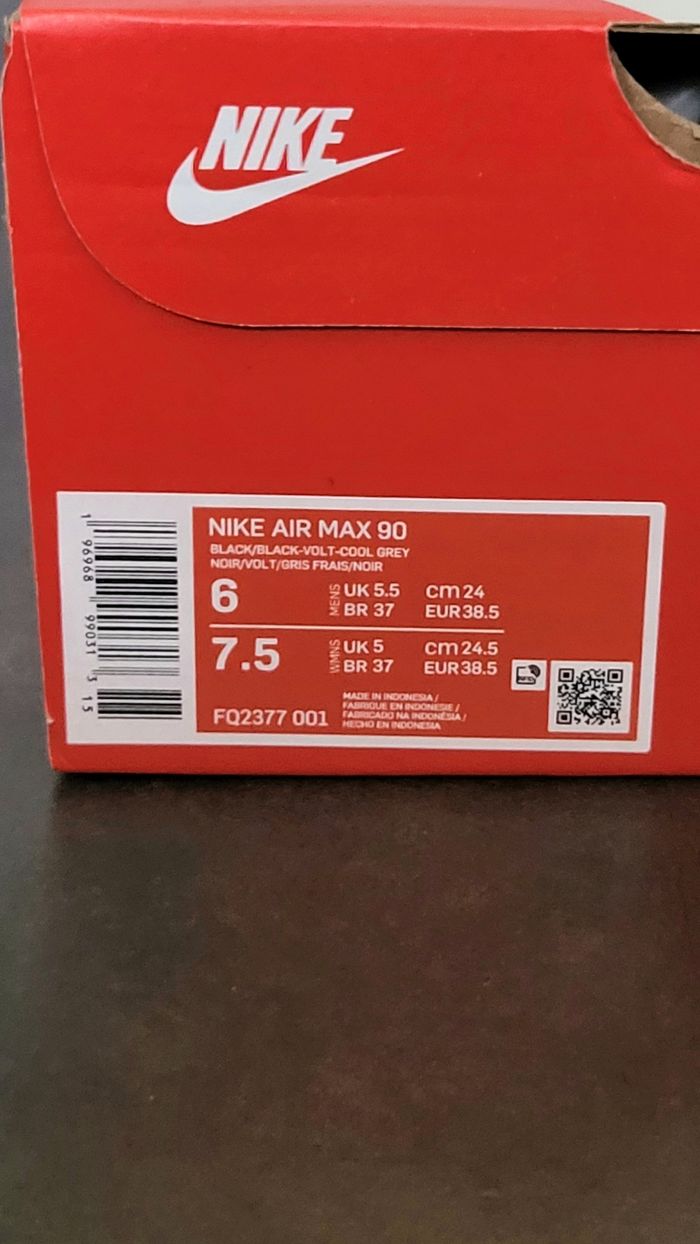 NIKE
NIKE AIR MAX 90
BLACK/BLACK-VOLT-COOL GREY
NOIR/VOLT/GRIS FRAIS/NOIR
6 MENS UK 5.5 cm 24
BR 37 EUR 38.5
7.5 WMNS UK 5 cm 24.5
BR 37 EUR 38.5
FQ2377 001
MADE IN INDONESIA /
FABRIQUE EN INDONESIE /
FABRICADO NA INDONÉSIA /
HECHO EN INDONESIA
1 96968 99031 3 15